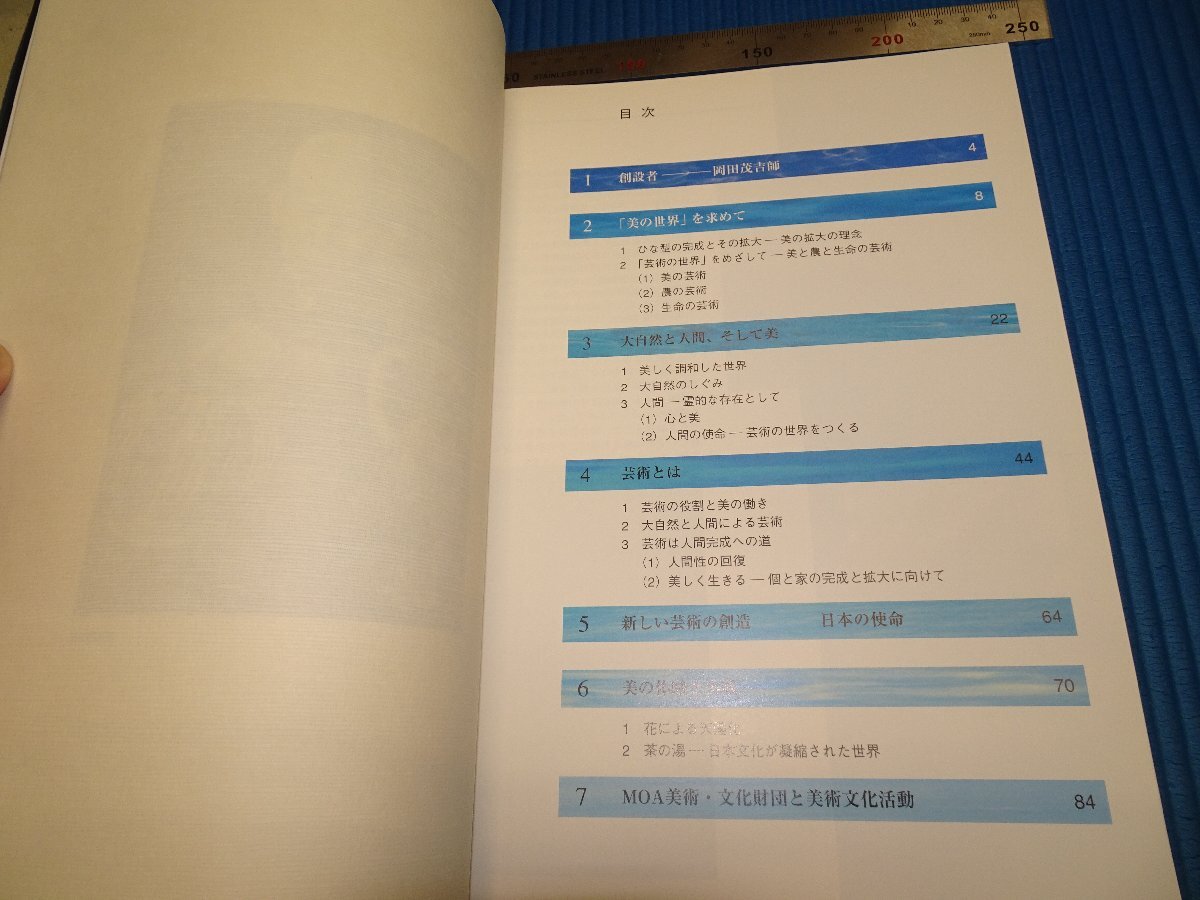 50 STAINLESS STEEL 100 150 200 250mm 250
目次
1 創設者 ―― 岡田茂吉師 4
2 「美の世界」を求めて 8
1 ひな型の完成とその拡大 ― 美の拡大の理念
2 「芸術の世界」をめざして ― 美と農と生命の芸術
(1) 美の芸術
(2) 農の芸術
(3) 生命の芸術
3 大自然と人間、そして美 22
1 美しく調和した世界
2 大自然のしぐみ
3 人間 ― 霊的な存在として
(1) 心と美
(2) 人間の使命 ― 芸術の世界をつくる
4 芸術とは 44
1 芸術の役割と美の働き
2 大自然と人間による芸術
3 芸術は人間完成への道
(1) 人間性の回復
(2) 美しく生きる ― 個と家の完成と拡大に向けて
5 新しい芸術の創造 日本の使命 64
6 美の 70
1 花による
2 茶の湯 ― 日本文化が凝縮された世界
7 MOA美術・文化財団と美術文化活動 84